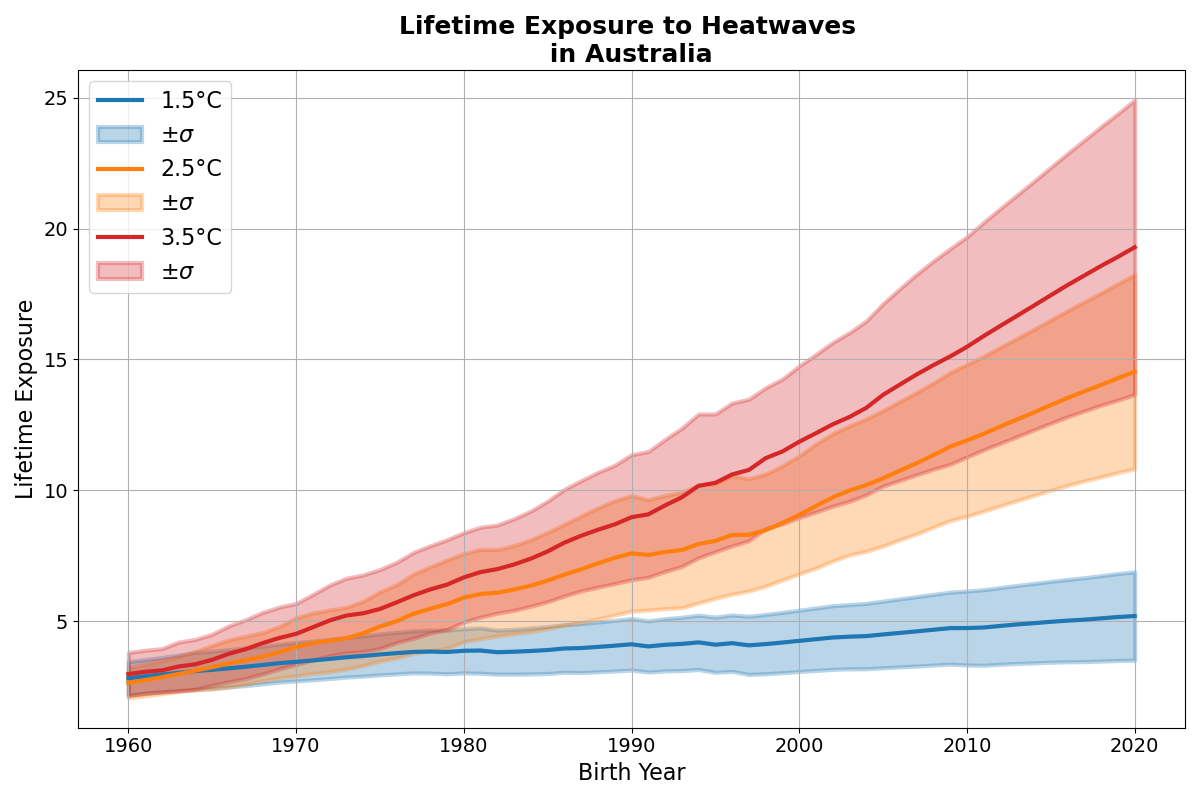 Lifetime Exposure to Heatwaves
in Australia
1.5°C
±σ
2.5°C
±σ
3.5°C
±σ
Lifetime Exposure
25
20
15
10
5
1960 1970 1980 1990 2000 2010 2020
Birth Year